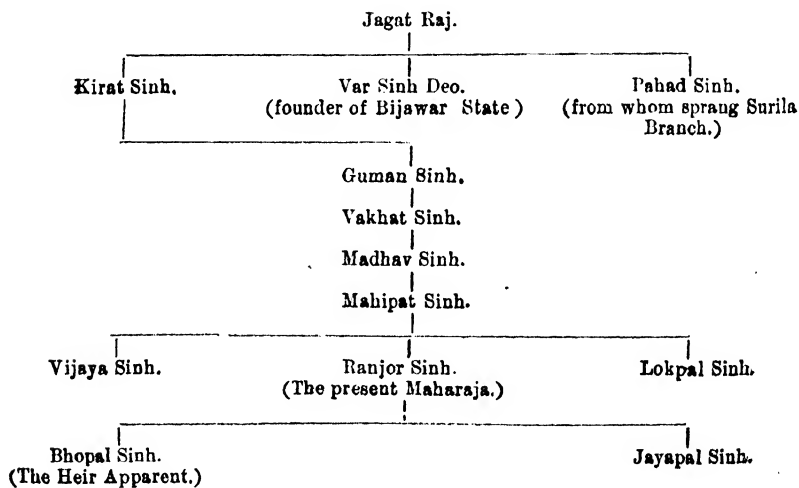 Jagat Raj.
Kirat Sinh. Var Sinh Deo. Pahad Sinh.
(founder of Bijawar State) (from whom sprang Surila
Branch.)
Guman Sinh.
Vakhat Sinh.
Madhav Sinh.
Mahipat Sinh.
Vijaya Sinh. Ranjor Sinh. Lokpal Sinh.
(The present Maharaja.)
Bhopal Sinh. Jayapal Sinh.
(The Heir Apparent.)